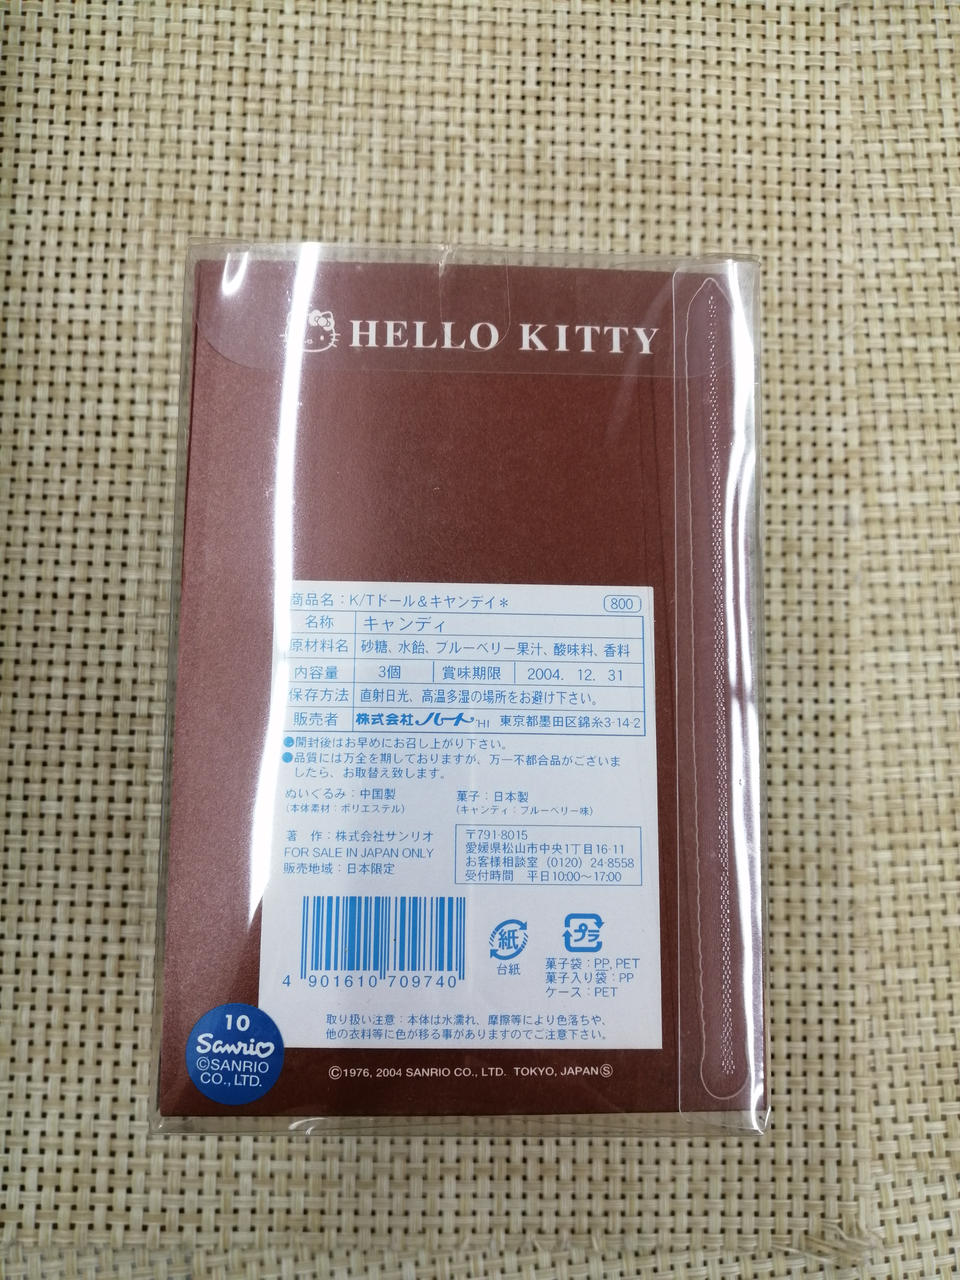 HELLO KITTY
商品名：K/Tドール＆キャンデイ＊ 800
名称 キャンディ
原材料名 砂糖、水飴、ブルーベリー果汁、酸味料、香料
内容量 3個 賞味期限 2004. 12. 31
保存方法 直射日光、高温多湿の場所をお避け下さい。
販売者 株式会社ハート HI 東京都墨田区錦糸3-14-2
●開封後はお早めにお召し上がり下さい。
●品質には万全を期しておりますが、万一不都合品がございま
したら、お取替え致します。
ぬいぐるみ：中国製 菓子：日本製
(本体素材：ポリエステル) (キャンディ：ブルーベリー味)
著 作：株式会社サンリオ
FOR SALE IN JAPAN ONLY
販売地域：日本限定
〒791-8015
愛媛県松山市中央1丁目16-11
お客様相談室 (0120) 24-8558
受付時間 平日10:00～17:00
4 901610 709740
紙
台紙
プラ
菓子袋：PP, PET
菓子入り袋：PP
ケース：PET
取り扱い注意：本体は水濡れ、摩擦等により色落ちや、
他の衣料等に色が移る事がありますのでご注意下さい。
10
Sanrio
©SANRIO
CO., LTD.
©1976, 2004 SANRIO CO., LTD. TOKYO, JAPAN Ⓢ